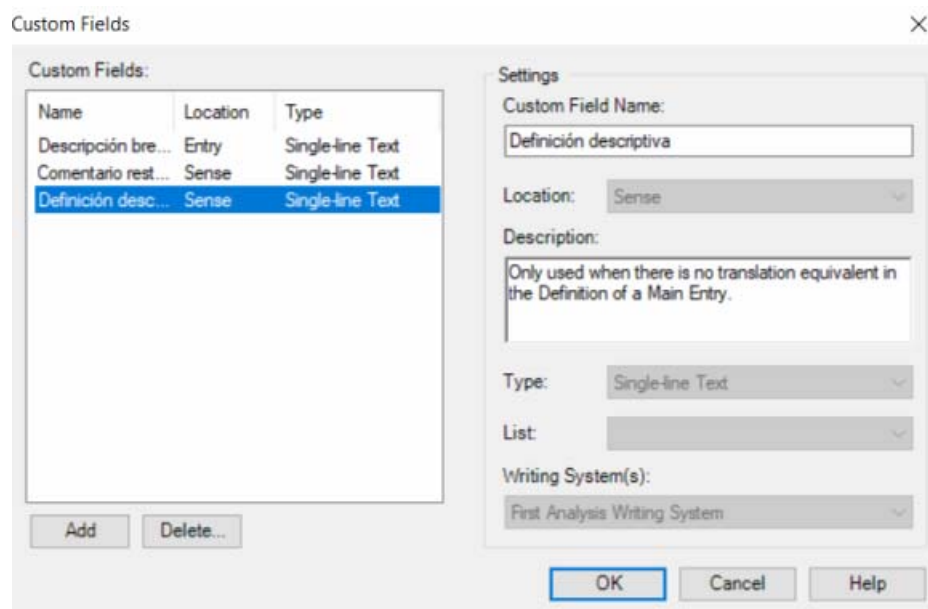 Custom Fields
Custom Fields:
Name Location Type
Descripción bre... Entry Single-line Text
Comentario rest... Sense Single-line Text
Definición desc... Sense Single-line Text
Add Delete...
Settings
Custom Field Name:
Definición descriptiva
Location: Sense
Description:
Only used when there is no translation equivalent in
the Definition of a Main Entry.
Type: Single-line Text
List:
Writing System(s):
First Analysis Writing System
OK Cancel Help